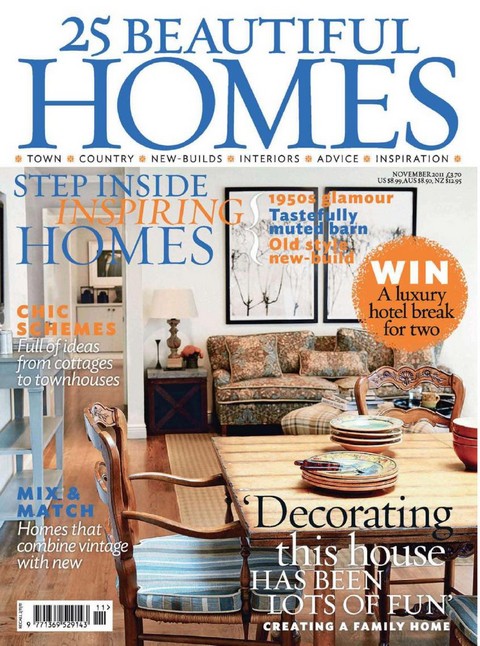 25 BEAUTIFUL
HOMES
TOWN COUNTRY NEW-BUILDS INTERIORS ADVICE INSPIRATION
NOVEMBER 2011 £3.70
US $8.99, AUS $8.50, NZ $12.95
STEP INSIDE
INSPIRING
HOMES
1950s glamour
Tastefully
muted barn
Old style
new-build
WIN
A luxury
hotel break
for two
CHIC
SCHEMES
Full of ideas
from cottages
to townhouses
MIX &
MATCH
Homes that
combine vintage
with new
'Decorating
this house
HAS BEEN
LOTS OF FUN'
CREATING A FAMILY HOME
11
9 771369 529143